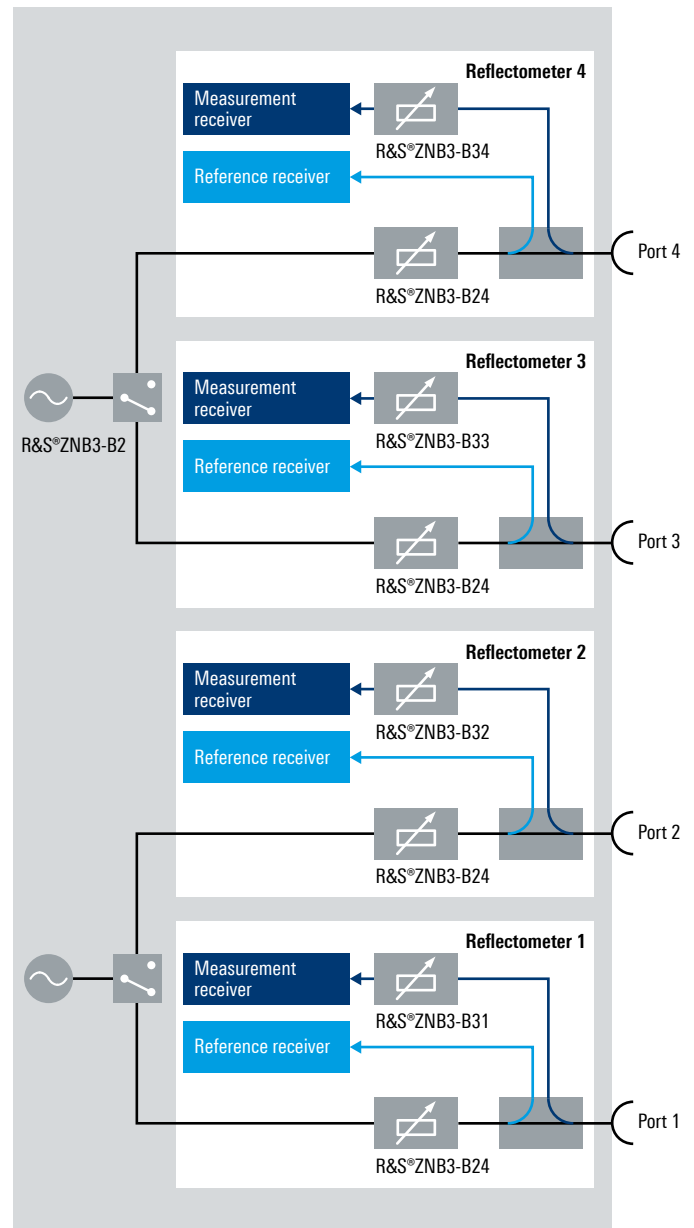 Reflectometer 4
Measurement
receiver
R&S®ZNB3-B34
Reference receiver
Port 4
R&S®ZNB3-B24
Reflectometer 3
Measurement
receiver
R&S®ZNB3-B2
R&S®ZNB3-B33
Reference receiver
Port 3
R&S®ZNB3-B24
Reflectometer 2
Measurement
receiver
R&S®ZNB3-B32
Reference receiver
Port 2
R&S®ZNB3-B24
Reflectometer 1
Measurement
receiver
R&S®ZNB3-B31
Reference receiver
Port 1
R&S®ZNB3-B24